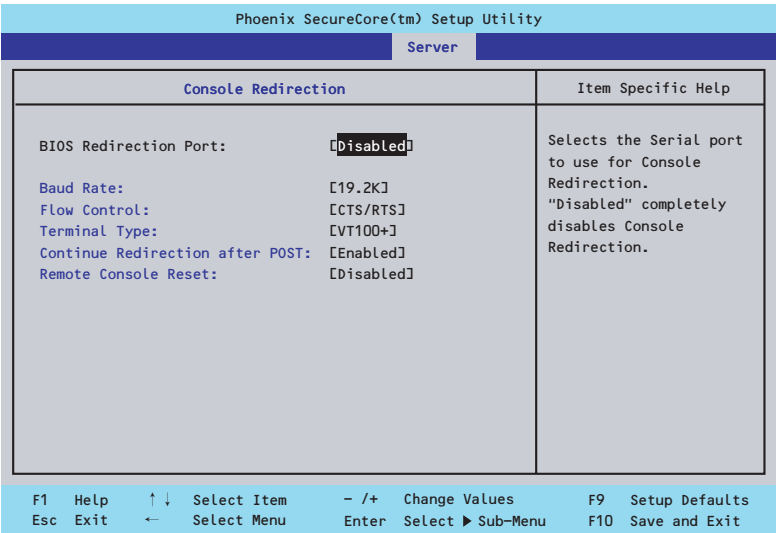 Phoenix SecureCore(tm) Setup Utility
Server
Console Redirection
Item Specific Help
BIOS Redirection Port: [Disabled]
Baud Rate: [19.2K]
Flow Control: [CTS/RTS]
Terminal Type: [VT100+]
Continue Redirection after POST: [Enabled]
Remote Console Reset: [Disabled]
Selects the Serial port
to use for Console
Redirection.
“Disabled" completely
disables Console
Redirection.
F1 Help ↑↓ Select Item − /+ Change Values F9 Setup Defaults
Esc Exit ← Select Menu Enter Select ▶ Sub-Menu F10 Save and Exit